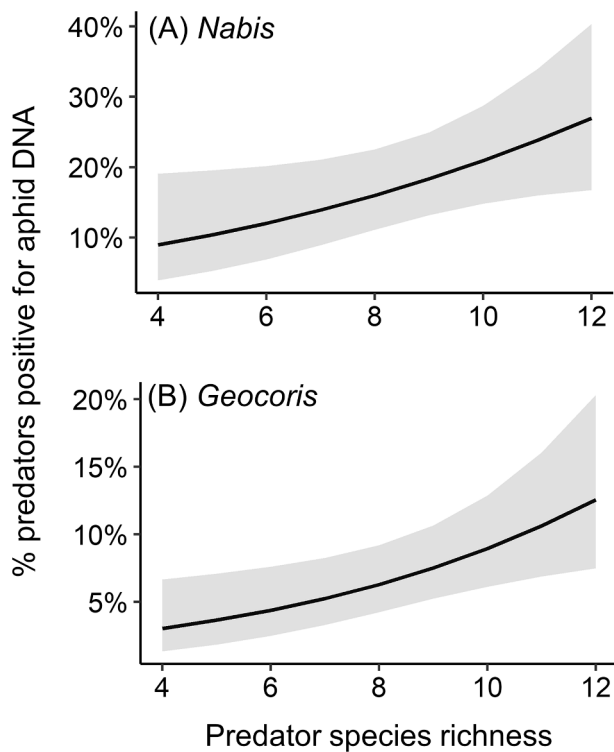 % predators positive for aphid DNA
(A) Nabis
40%
30%
20%
10%
4 6 8 10 12
(B) Geocoris
20%
15%
10%
5%
4 6 8 10 12
Predator species richness